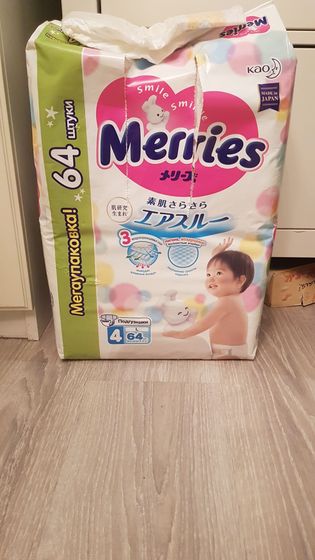 Kao
MADE IN
JAPAN
smile
smile
Merries
メリーズ
64 штуки
Мегаупаковка!
素肌さらさら
エアスルー
肌研究
生まれ
3
4
Подгузники
64